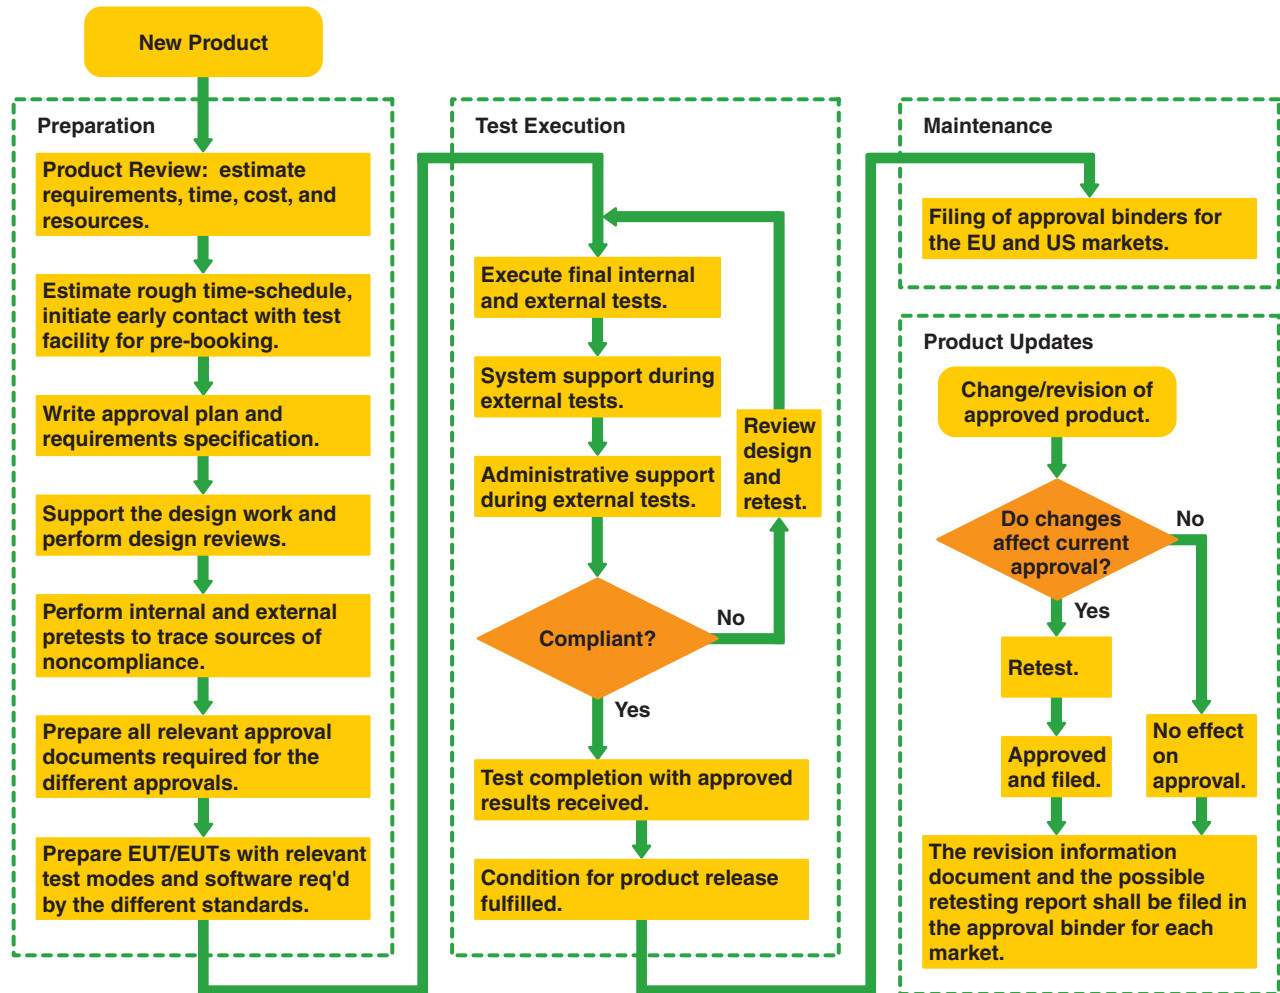 New Product
Preparation
Product Review:  estimate
requirements, time, cost, and
resources.
Estimate rough time-schedule,
initiate early contact with test
facility for pre-booking.
Write approval plan and
requirements specification.
Support the design work and
perform design reviews.
Perform internal and external
pretests to trace sources of
noncompliance.
Prepare all relevant approval
documents required for the
different approvals.
Prepare EUT/EUTs with relevant
test modes and software req'd
by the different standards.
Test Execution
Execute final internal
and external tests.
System support during
external tests.
Administrative support
during external tests.
Review
design
and
retest.
Compliant?
No
Yes
Test completion with approved
results received.
Condition for product release
fulfilled.
Maintenance
Filing of approval binders for
the EU and US markets.
Product Updates
Change/revision of
approved product.
Do changes
affect current
approval?
No
Yes
Retest.
Approved
and filed.
No effect
on
approval.
The revision information
document and the possible
retesting report shall be filed in
the approval binder for each
market.